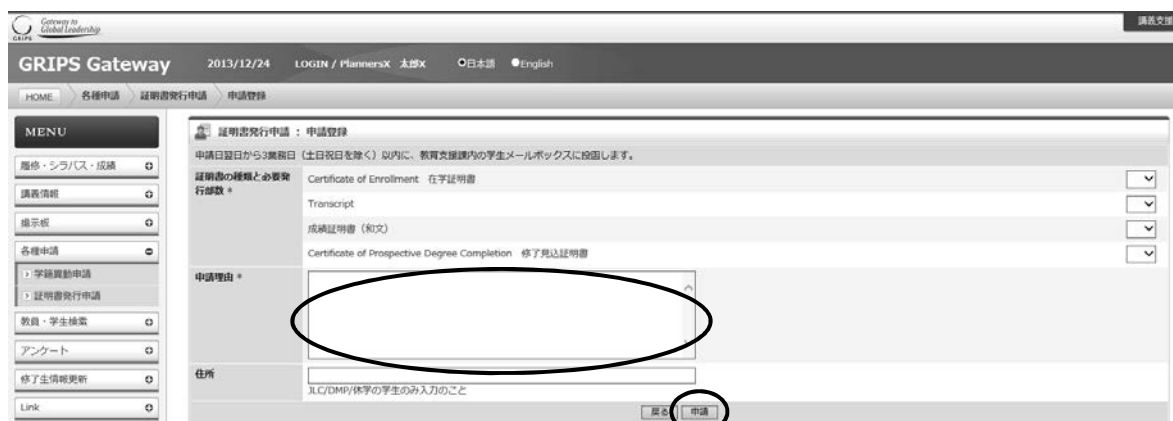 Gateway to
Global Leadership
GRIPS
講義支援
GRIPS Gateway 2013/12/24 LOGIN / PlannersX 太郎X 日本語 English
HOME 各種申請 証明書発行申請 申請登録
MENU
履修・シラバス・成績
講義情報
掲示板
各種申請
学籍異動申請
証明書発行申請
教員・学生検索
アンケート
修了生情報更新
Link
証明書発行申請 : 申請登録
申請日翌日から3業務日（土日祝日を除く）以内に、教育支援課内の学生メールボックスに投函します。
証明書の種類と必要発
行部数 *
Certificate of Enrollment 在学証明書
Transcript
成績証明書（和文）
Certificate of Prospective Degree Completion 修了見込証明書
申請理由 *
住所
JLC/DMP/休学の学生のみ入力のこと
戻る 申請